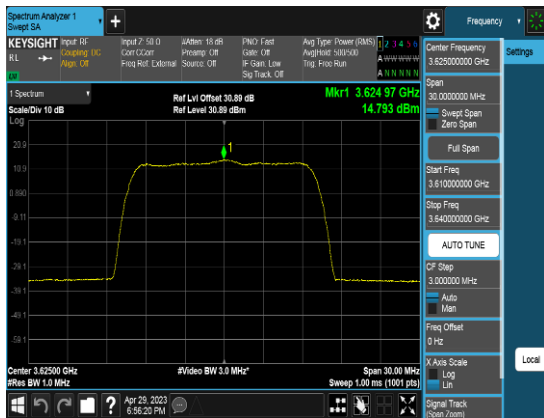 Spectrum Analyzer 1
Swept SA
Frequency
KEYSIGHT
Input: RF
Coupling: DC
Align: Off
Input Z: 50 Ω
Corr CCorr
Freq Ref: External
#Atten: 18 dB
Preamp: Off
Source: Off
PNO: Fast
Gate: Off
IF Gain: Low
Sig Track: Off
Avg Type: Power (RMS)
Avg|Hold: 500/500
Trig: Free Run
1 2 3 4 5 6
A W W W W W
A N N N N N
RL
LXI
1 Spectrum
Scale/Div 10 dB
Log
Ref Lvl Offset 30.89 dB
Ref Level 30.89 dBm
Mkr1 3.624 97 GHz
14.793 dBm
1
20.9
10.9
0.890
-9.11
-19.1
-29.1
-39.1
-49.1
-59.1
Center 3.62500 GHz
#Res BW 1.0 MHz
#Video BW 3.0 MHz*
Span 30.00 MHz
Sweep 1.00 ms (1001 pts)
Apr 29, 2023
6:56:20 PM
Center Frequency
3.625000000 GHz
Span
30.0000000 MHz
Swept Span
Zero Span
Full Span
Start Freq
3.610000000 GHz
Stop Freq
3.640000000 GHz
AUTO TUNE
CF Step
3.000000 MHz
Auto
Man
Freq Offset
0 Hz
X Axis Scale
Log
Lin
Signal Track
(Span Zoom)
Settings
Local